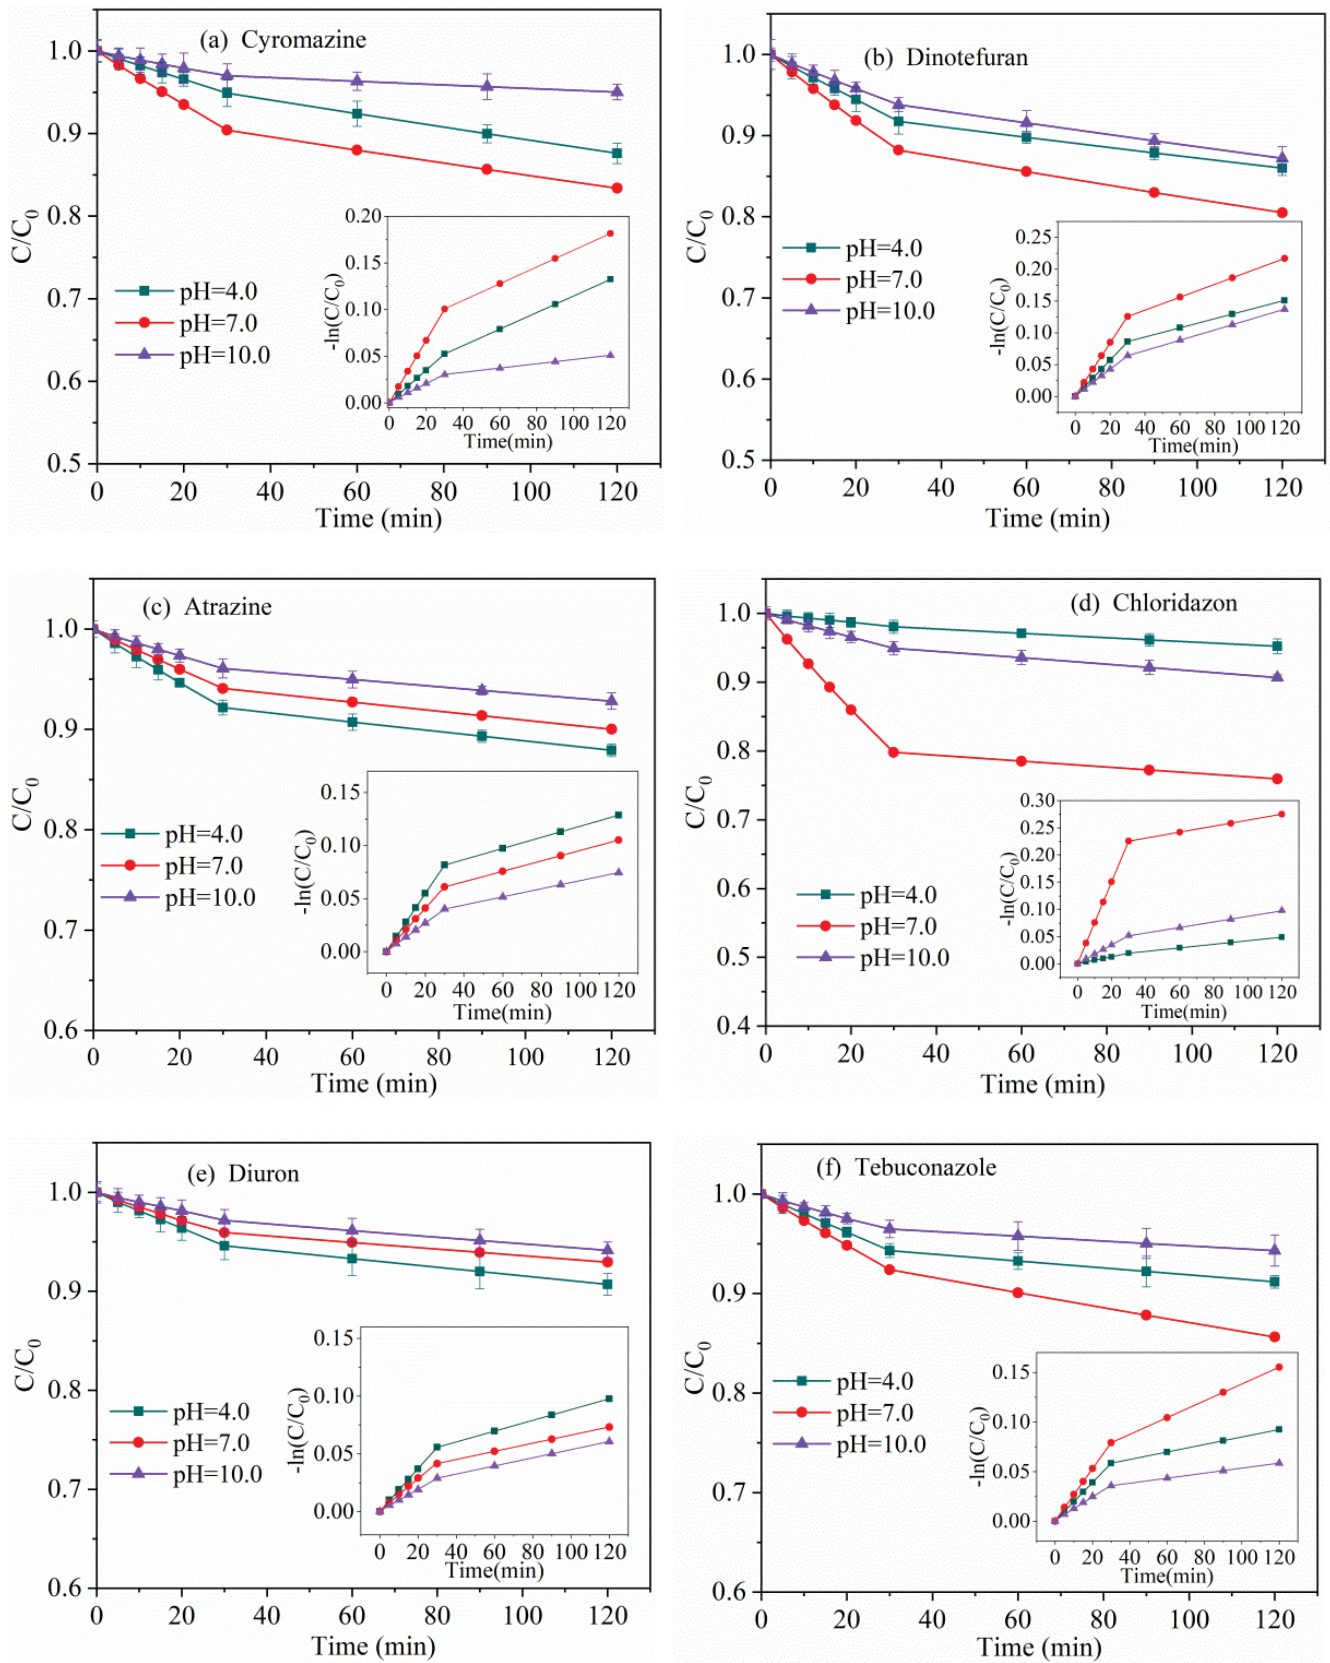 (a) Cyromazine
1.0
0.9
0.8
0.7
0.6
0.5
C/C0
pH=4.0
pH=7.0
pH=10.0
0.20
0.15
0.10
0.05
0.00
-ln(C/C0)
0 20 40 60 80 100 120
Time(min)
0 20 40 60 80 100 120
Time (min)
(b) Dinotefuran
1.0
0.9
0.8
0.7
0.6
0.5
C/C0
pH=4.0
pH=7.0
pH=10.0
0.25
0.20
0.15
0.10
0.05
0.00
-ln(C/C0)
0 20 40 60 80 100 120
Time(min)
0 20 40 60 80 100 120
Time (min)
(c) Atrazine
1.0
0.9
0.8
0.7
0.6
C/C0
pH=4.0
pH=7.0
pH=10.0
0.15
0.10
0.05
0.00
-ln(C/C0)
0 20 40 60 80 100 120
Time(min)
0 20 40 60 80 100 120
Time (min)
(d) Chloridazon
1.0
0.9
0.8
0.7
0.6
0.5
0.4
C/C0
pH=4.0
pH=7.0
pH=10.0
0.30
0.25
0.20
0.15
0.10
0.05
0.00
-ln(C/C0)
0 20 40 60 80 100 120
Time(min)
0 20 40 60 80 100 120
Time (min)
(e) Diuron
1.0
0.9
0.8
0.7
0.6
C/C0
pH=4.0
pH=7.0
pH=10.0
0.15
0.10
0.05
0.00
-ln(C/C0)
0 20 40 60 80 100 120
Time(min)
0 20 40 60 80 100 120
Time (min)
(f) Tebuconazole
1.0
0.9
0.8
0.7
0.6
C/C0
pH=4.0
pH=7.0
pH=10.0
0.15
0.10
0.05
0.00
-ln(C/C0)
0 20 40 60 80 100 120
Time(min)
0 20 40 60 80 100 120
Time (min)